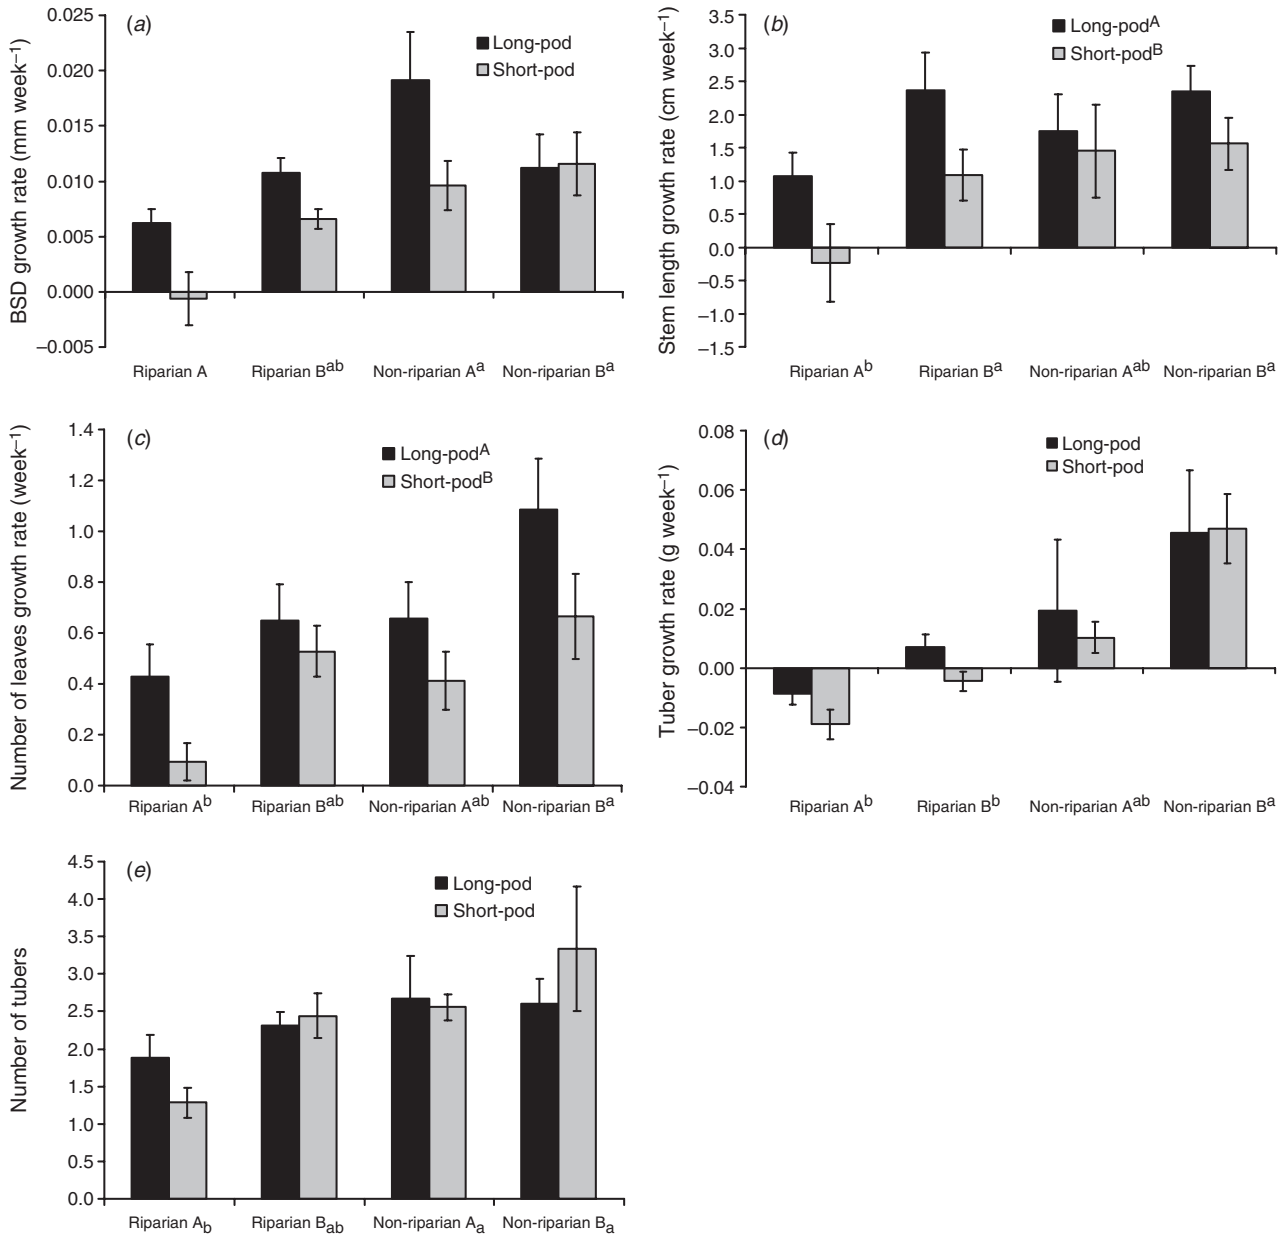 (a)
Long-pod
Short-pod
BSD growth rate (mm week⁻¹)
0.025
0.020
0.015
0.010
0.005
0.000
−0.005
Riparian A
Riparian Bᵃᵇ
Non-riparian Aᵃ
Non-riparian Bᵃ
(b)
Long-podᴬ
Short-podᴮ
Stem length growth rate (cm week⁻¹)
3.5
3.0
2.5
2.0
1.5
1.0
0.5
0.0
−0.5
−1.0
−1.5
Riparian Aᵇ
Riparian Bᵃ
Non-riparian Aᵃᵇ
Non-riparian Bᵃ
(c)
Long-podᴬ
Short-podᴮ
Number of leaves growth rate (week⁻¹)
1.4
1.2
1.0
0.8
0.6
0.4
0.2
0.0
Riparian Aᵇ
Riparian Bᵃᵇ
Non-riparian Aᵃᵇ
Non-riparian Bᵃ
(d)
Long-pod
Short-pod
Tuber growth rate (g week⁻¹)
0.08
0.06
0.04
0.02
0.00
−0.02
−0.04
Riparian Aᵇ
Riparian Bᵇ
Non-riparian Aᵃᵇ
Non-riparian Bᵃ
(e)
Long-pod
Short-pod
Number of tubers
4.5
4.0
3.5
3.0
2.5
2.0
1.5
1.0
0.5
0.0
Riparian Ab
Riparian Bab
Non-riparian Aa
Non-riparian Ba